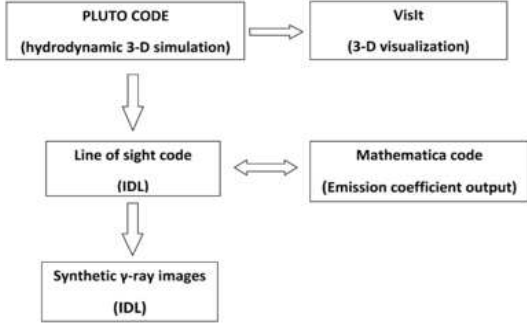 PLUTO CODE
(hydrodynamic 3-D simulation)
VisIt
(3-D visualization)
Line of sight code
(IDL)
Mathematica code
(Emission coefficient output)
Synthetic γ-ray images
(IDL)